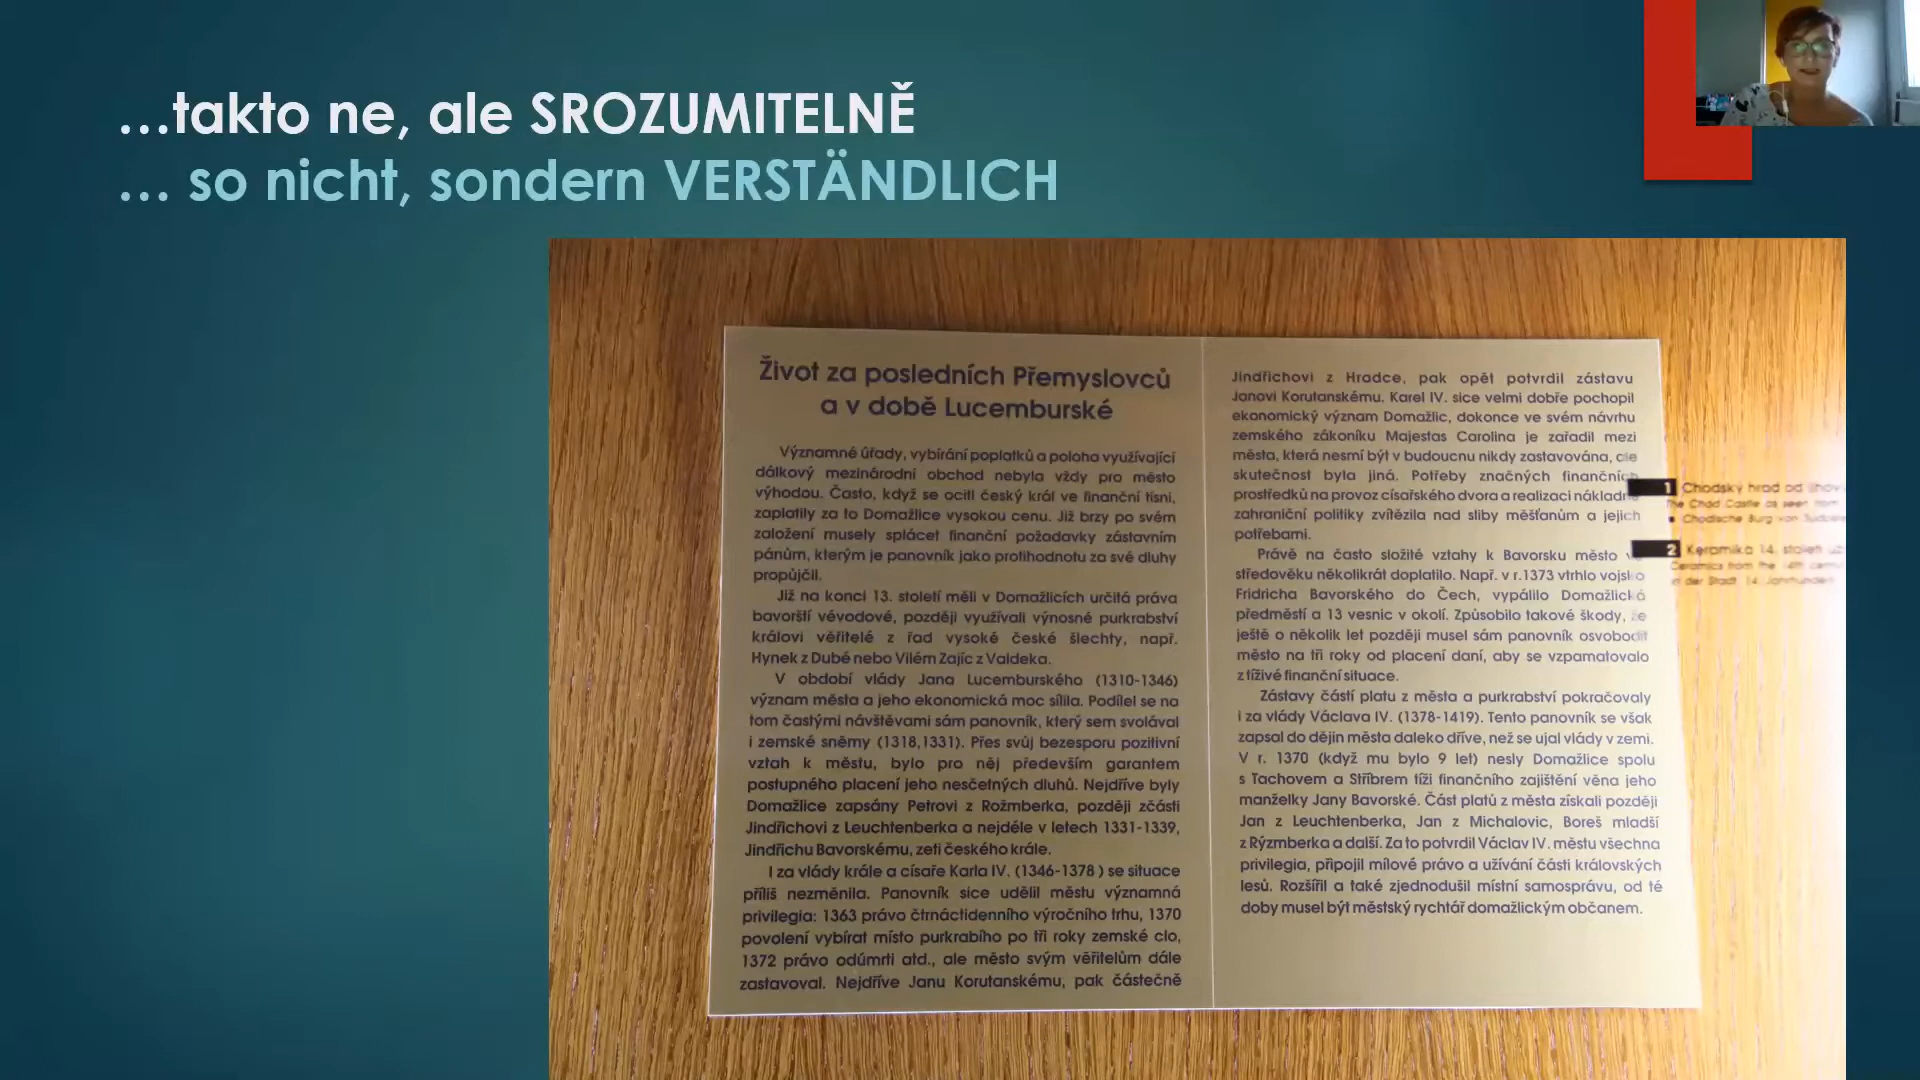 …takto ne, ale SROZUMITELNĚ
… so nicht, sondern VERSTÄNDLICH
Život za posledních Přemyslovců
a v době Lucemburské
Významné úřady, vybírání poplatků a poloha využívající
dálkový mezinárodní obchod nebyla vždy pro město
výhodou. Často, když se ocitl český král ve finanční tísni,
zaplatily za to Domažlice vysokou cenu. Již brzy po svém
založení musely splácet finanční požadavky zástavním
pánům, kterým je panovník jako protihodnotu za své dluhy
propůjčil.
Již na konci 13. století měli v Domažlicích určitá práva
bavorští vévodové, později využívali výnosné purkrabství
královi věřitelé z řad vysoké české šlechty, např.
Hynek z Dubé nebo Vilém Zajíc z Valdeka.
V období vlády Jana Lucemburského (1310-1346)
význam města a jeho ekonomická moc sílila. Podílel se na
tom častými návštěvami sám panovník, který sem svolával
i zemské sněmy (1318,1331). Přes svůj bezesporu pozitivní
vztah k městu, bylo pro něj především garantem
postupného placení jeho nesčetných dluhů. Nejdříve byly
Domažlice zapsány Petrovi z Rožmberka, později zčásti
Jindřichovi z Leuchtenberka a nejdéle v letech 1331-1339,
Jindřichu Bavorskému, zeti českého krále.
I za vlády krále a císaře Karla IV. (1346-1378 ) se situace
příliš nezměnila. Panovník sice udělil městu významná
privilegia: 1363 právo čtrnáctidenního výročního trhu, 1370
povolení vybírat místo purkrabího po tři roky zemské clo,
1372 právo odúmrti atd., ale město svým věřitelům dále
zastavoval. Nejdříve Janu Korutanskému, pak částečně
Jindřichovi z Hradce, pak opět potvrdil zástavu
Janovi Korutanskému. Karel IV. sice velmi dobře pochopil
ekonomický význam Domažlic, dokonce ve svém návrhu
zemského zákoníku Majestas Carolina je zařadil mezi
města, která nesmí být v budoucnu nikdy zastavována, ale
skutečnost byla jiná. Potřeby značných finančních
prostředků na provoz císařského dvora a realizaci nákladné
zahraniční politiky zvítězila nad sliby měšťanům a jejich
potřebami.
Právě na často složité vztahy k Bavorsku město ve
středověku několikrát doplatilo. Např. v r.1373 vtrhlo vojsko
Fridricha Bavorského do Čech, vypálilo Domažlická
předměstí a 13 vesnic v okolí. Způsobilo takové škody, že
ještě o několik let později musel sám panovník osvobodit
město na tři roky od placení daní, aby se vzpamatovalo
z tíživé finanční situace.
Zástavy částí platu z města a purkrabství pokračovaly
i za vlády Václava IV. (1378-1419). Tento panovník se však
zapsal do dějin města daleko dříve, než se ujal vlády v zemi.
V r. 1370 (když mu bylo 9 let) nesly Domažlice spolu
s Tachovem a Stříbrem tíži finančního zajištění věna jeho
manželky Jany Bavorské. Část platů z města získali později
Jan z Leuchtenberka, Jan z Michalovic, Boreš mladší
z Rýzmberka a další. Za to potvrdil Václav IV. městu všechna
privilegia, připojil mílové právo a užívání části královských
lesů. Rozšířil a také zjednodušil místní samosprávu, od té
doby musel být městský rychtář domažlickým občanem.
1 Chodský hrad od
The Chod Castle as seen from
Chodische Burg von
2 Keramika 14. století
Ceramics from the 14th
in der Stadt, 14.